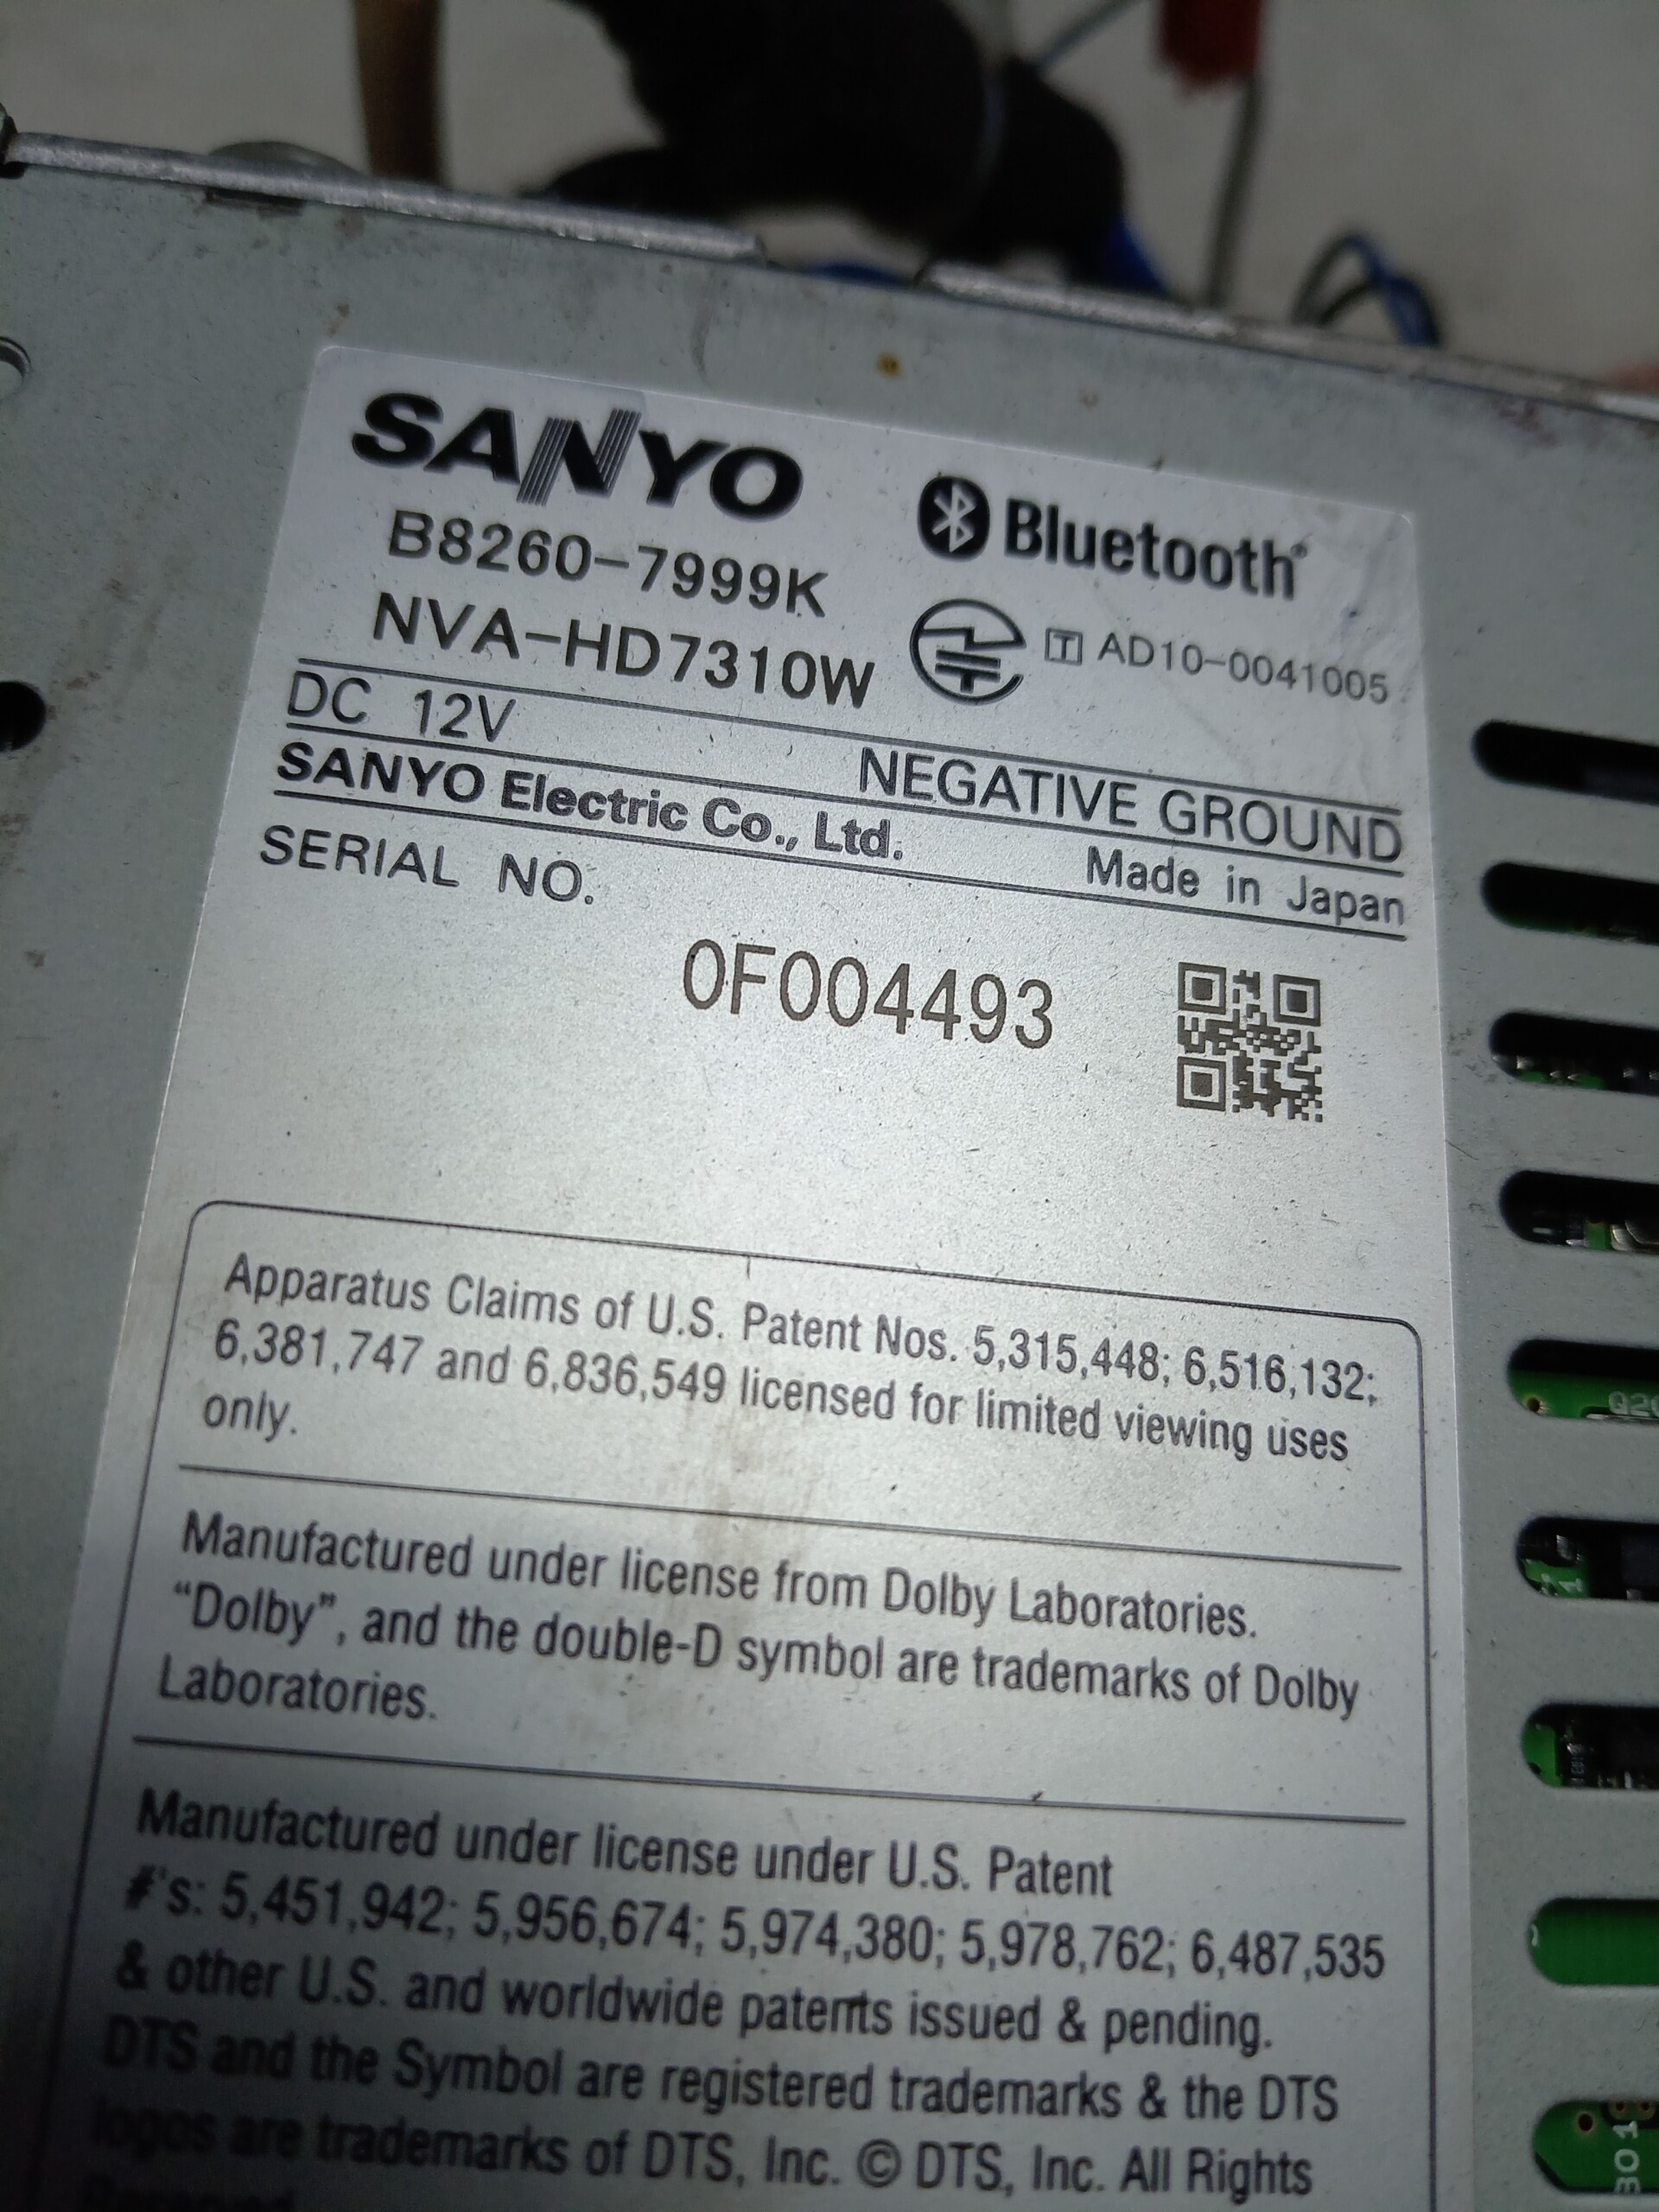 SANYO
Bluetooth®
B8260-7999K
NVA-HD7310W
T AD10-0041005
DC 12V NEGATIVE GROUND
SANYO Electric Co., Ltd. Made in Japan
SERIAL NO.
0F004493
Apparatus Claims of U.S. Patent Nos. 5,315,448; 6,516,132;
6,381,747 and 6,836,549 licensed for limited viewing uses
only.
Manufactured under license from Dolby Laboratories.
“Dolby”, and the double-D symbol are trademarks of Dolby
Laboratories.
Manufactured under license under U.S. Patent
#'s: 5,451,942; 5,956,674; 5,974,380; 5,978,762; 6,487,535
& other U.S. and worldwide patents issued & pending.
DTS and the Symbol are registered trademarks & the DTS
logos are trademarks of DTS, Inc. © DTS, Inc. All Rights